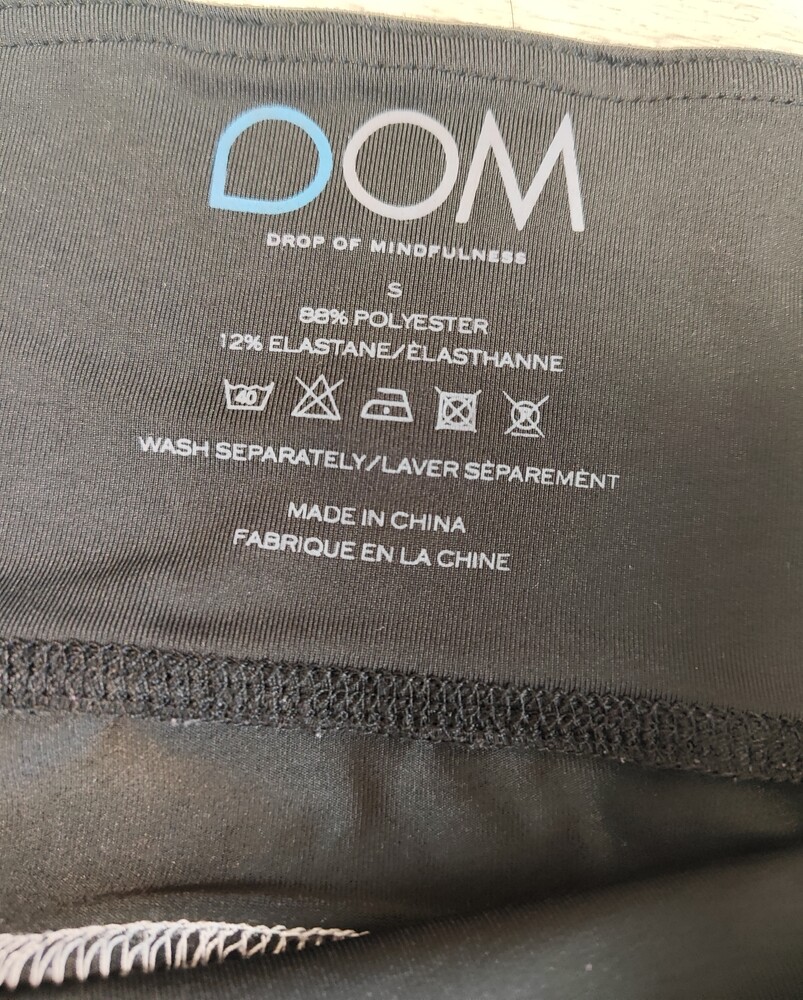 DOM
DROP OF MINDFULNESS
S
88% POLYESTER
12% ELASTANE/ÉLASTHANNE
40
WASH SEPARATELY/LAVER SÉPAREMENT
MADE IN CHINA
FABRIQUE EN LA CHINE